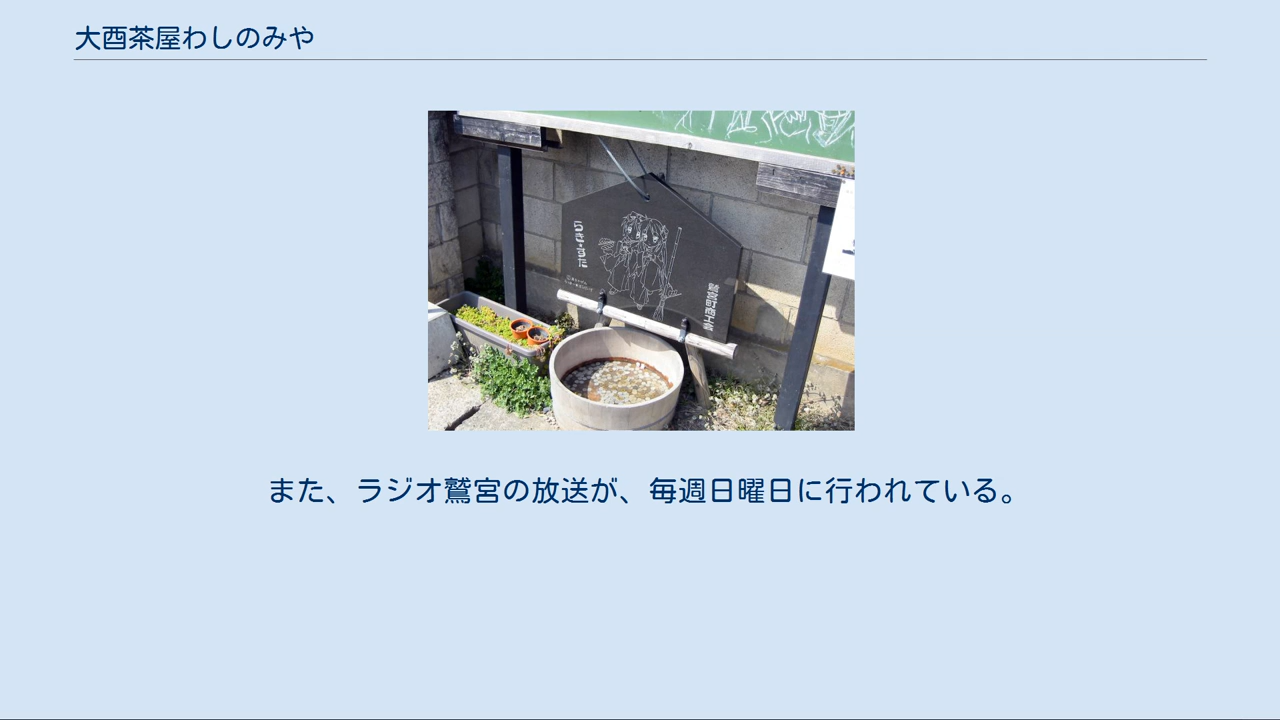 大酉茶屋わしのみや
らき☆すた
鷲宮町商工会
また、ラジオ鷲宮の放送が、毎週日曜日に行われている。